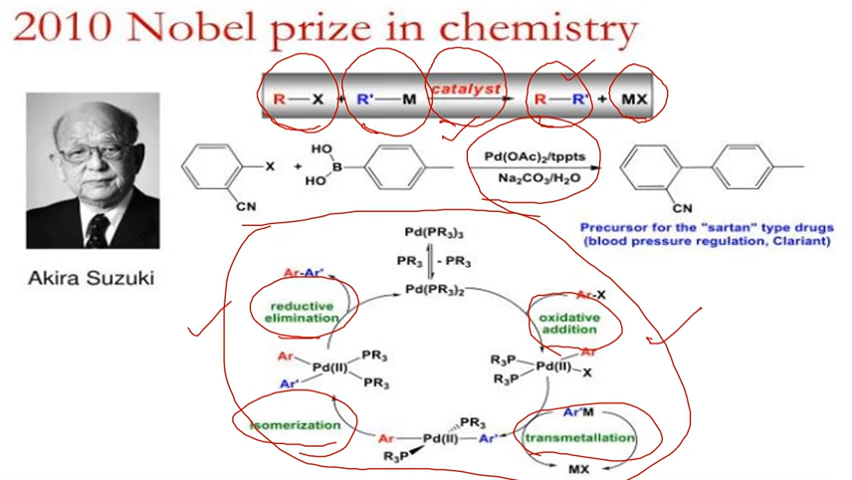 2010 Nobel prize in chemistry
R—X + R'—M catalyst R—R' + MX
X
CN
+
HO
HO
B
Pd(OAc)2/tppts
Na2CO3/H2O
CN
Precursor for the "sartan" type drugs
(blood pressure regulation, Clariant)
Akira Suzuki
Pd(PR3)3
PR3 - PR3
Pd(PR3)2
Ar-Ar'
reductive
elimination
Ar-X
oxidative
addition
Ar
Pd(II)
PR3
Ar'
PR3
R3P
Ar
Pd(II)
R3P
X
isomerization
Ar'M
transmetallation
MX
PR3
Ar—Pd(II)—Ar'
R3P